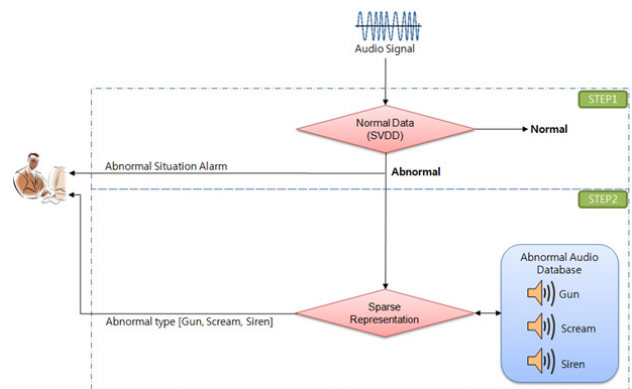 Audio Signal
STEP1
Normal Data
(SVDD)
Normal
Abnormal Situation Alarm
Abnormal
STEP2
Abnormal Audio
Database
Gun
Scream
Siren
Sparse
Representation
Abnormal type [Gun, Scream, Siren]